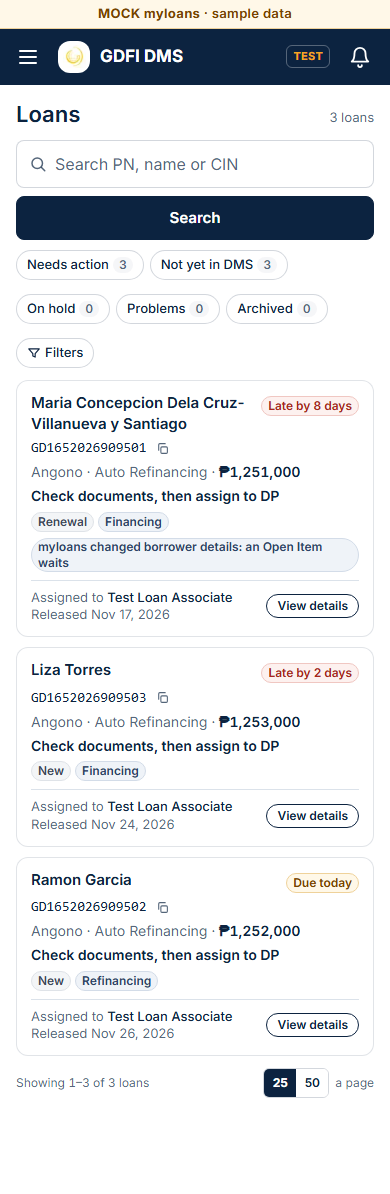 MOCK myloans · sample data
GDFI DMS
TEST
Loans
3 loans
Search PN, name or CIN
Search
Needs action 3
Not yet in DMS 3
On hold 0
Problems 0
Archived 0
Filters
Maria Concepcion Dela Cruz-
Villanueva y Santiago
Late by 8 days
GD1652026909501
Angono · Auto Refinancing · ₱1,251,000
Check documents, then assign to DP
Renewal
Financing
myloans changed borrower details: an Open Item
waits
Assigned to Test Loan Associate
Released Nov 17, 2026
View details
Liza Torres
Late by 2 days
GD1652026909503
Angono · Auto Refinancing · ₱1,253,000
Check documents, then assign to DP
New
Financing
Assigned to Test Loan Associate
Released Nov 24, 2026
View details
Ramon Garcia
Due today
GD1652026909502
Angono · Auto Refinancing · ₱1,252,000
Check documents, then assign to DP
New
Refinancing
Assigned to Test Loan Associate
Released Nov 26, 2026
View details
Showing 1–3 of 3 loans
25
50
a page